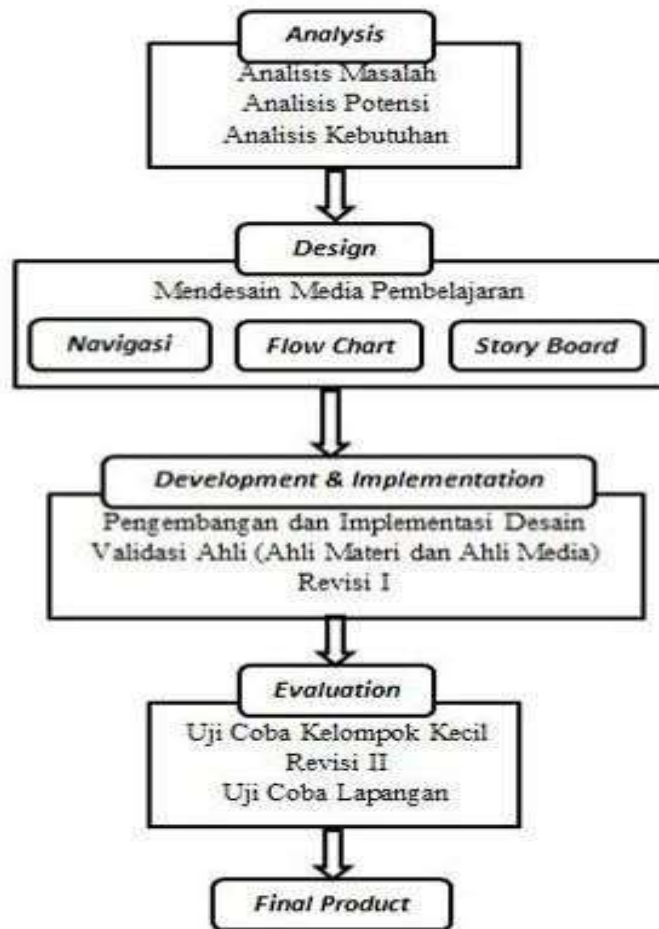 Analysis
Analisis Masalah
Analisis Potensi
Analisis Kebutuhan
Design
Mendesain Media Pembelajaran
Navigasi
Flow Chart
Story Board
Development & Implementation
Pengembangan dan Implementasi Desain
Validasi Ahli (Ahli Materi dan Ahli Media)
Revisi I
Evaluation
Uji Coba Kelompok Kecil
Revisi II
Uji Coba Lapangan
Final Product